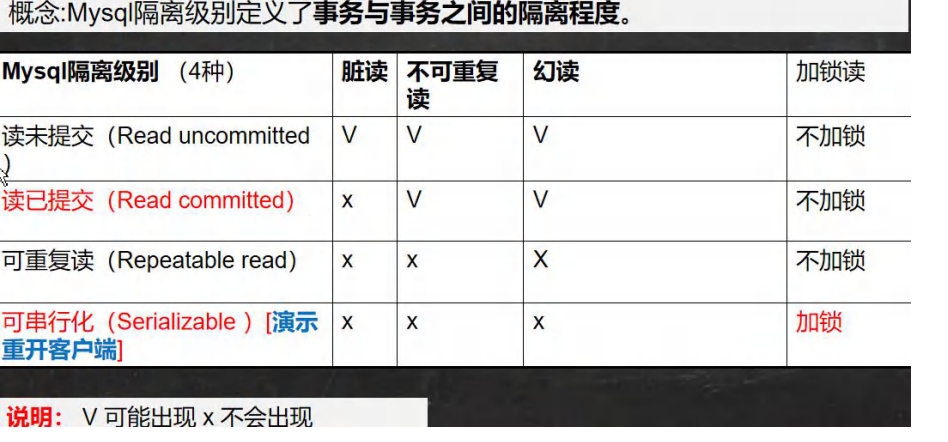 概念:Mysql隔离级别定义了事务与事务之间的隔离程度。
Mysql隔离级别 （4种） 脏读 不可重复读 幻读 加锁读
读未提交（Read uncommitted） V V V 不加锁
读已提交（Read committed） x V V 不加锁
可重复读（Repeatable read） x x X 不加锁
可串行化（Serializable ）[演示重开客户端] x x x 加锁
说明： V 可能出现 x 不会出现